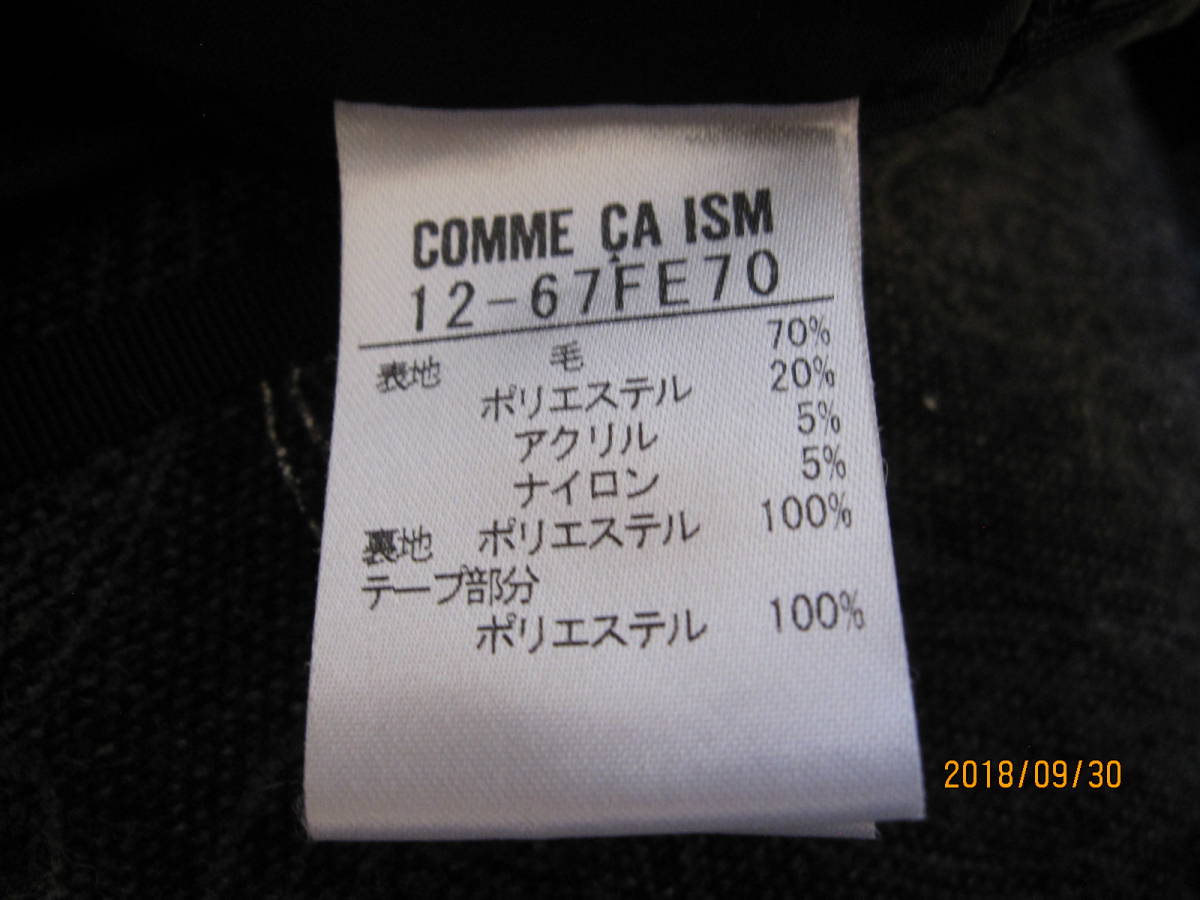 COMME ÇA ISM
12-67FE70
表地 毛 70%
ポリエステル 20%
アクリル 5%
ナイロン 5%
裏地 ポリエステル 100%
テープ部分
ポリエステル 100%
2018/09/30